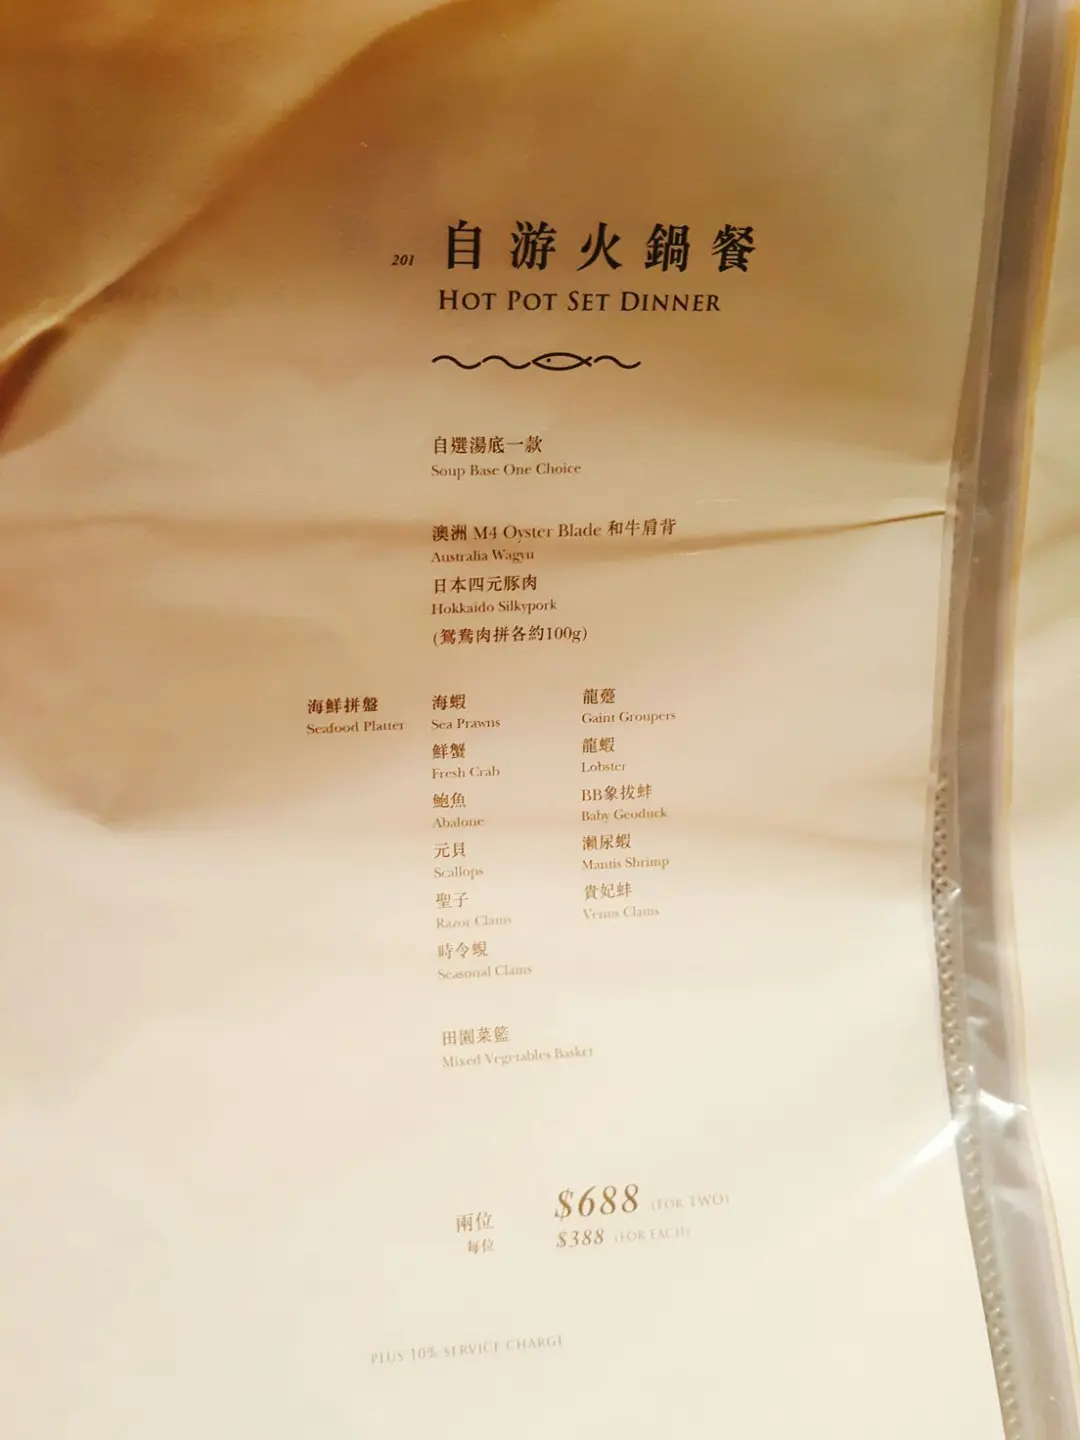 201 自游火鍋餐
HOT POT SET DINNER
自選湯底一款
Soup Base One Choice
澳洲 M4 Oyster Blade 和牛肩背
Australia Wagyu
日本四元豚肉
Hokkaido Silkypork
(鴛鴦肉拼各約100g)
海鮮拼盤
Seafood Platter
海蝦
Sea Prawns
龍躉
Gaint Groupers
鮮蟹
Fresh Crab
龍蝦
Lobster
鮑魚
Abalone
BB象拔蚌
Baby Geoduck
元貝
Scallops
瀨尿蝦
Mantis Shrimp
聖子
Razor Clams
貴妃蚌
Venus Clams
時令蜆
Seasonal Clams
田園菜籃
Mixed Vegetables Basket
兩位 $688 (FOR TWO)
每位 $388 (FOR EACH)
PLUS 10% SERVICE CHARGE